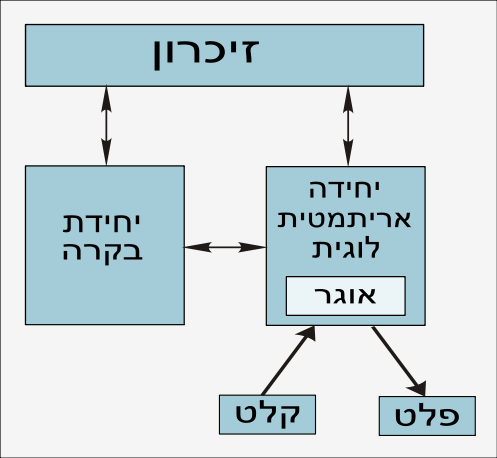 זיכרון
יחידה
אריתמטית
לוגית
אוגר
יחידת
בקרה
קלט
פלט